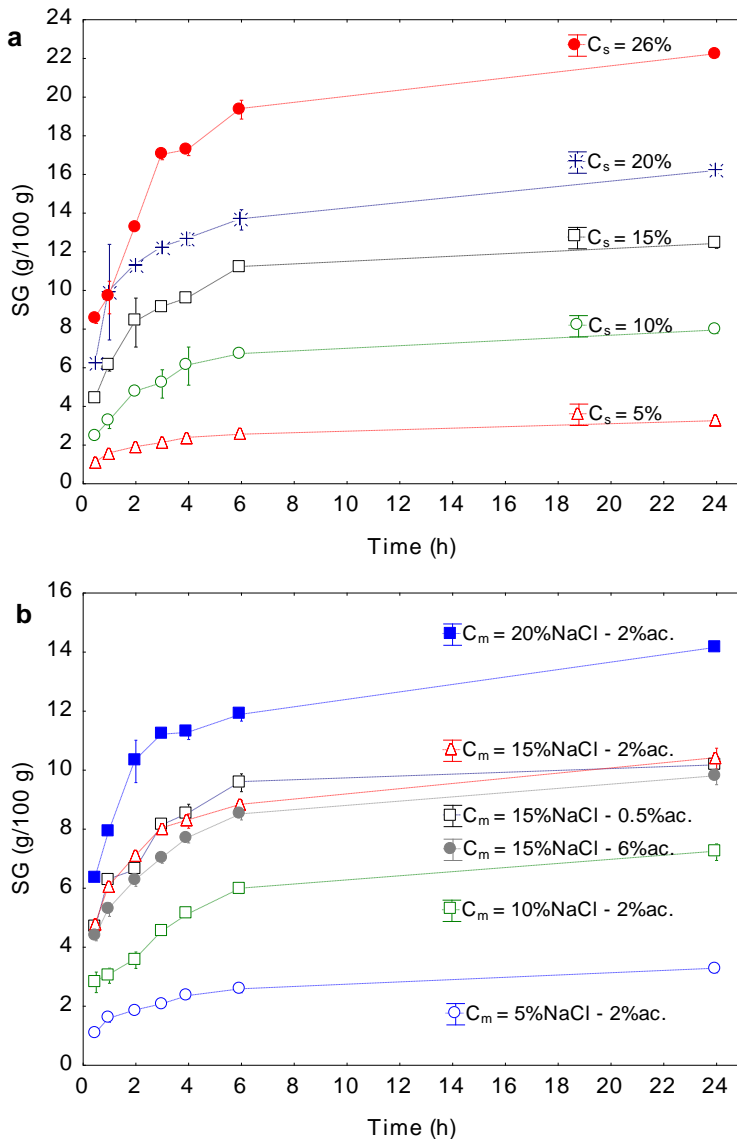 a
24
22
20
18
16
14
12
10
8
6
4
2
0
SG (g/100 g)
Cs = 26%
Cs = 20%
Cs = 15%
Cs = 10%
Cs = 5%
0 2 4 6 8 10 12 14 16 18 20 22 24
Time (h)
b
16
14
12
10
8
6
4
2
0
SG (g/100 g)
Cm = 20%NaCl - 2%ac.
Cm = 15%NaCl - 2%ac.
Cm = 15%NaCl - 0.5%ac.
Cm = 15%NaCl - 6%ac.
Cm = 10%NaCl - 2%ac.
Cm = 5%NaCl - 2%ac.
0 2 4 6 8 10 12 14 16 18 20 22 24
Time (h)